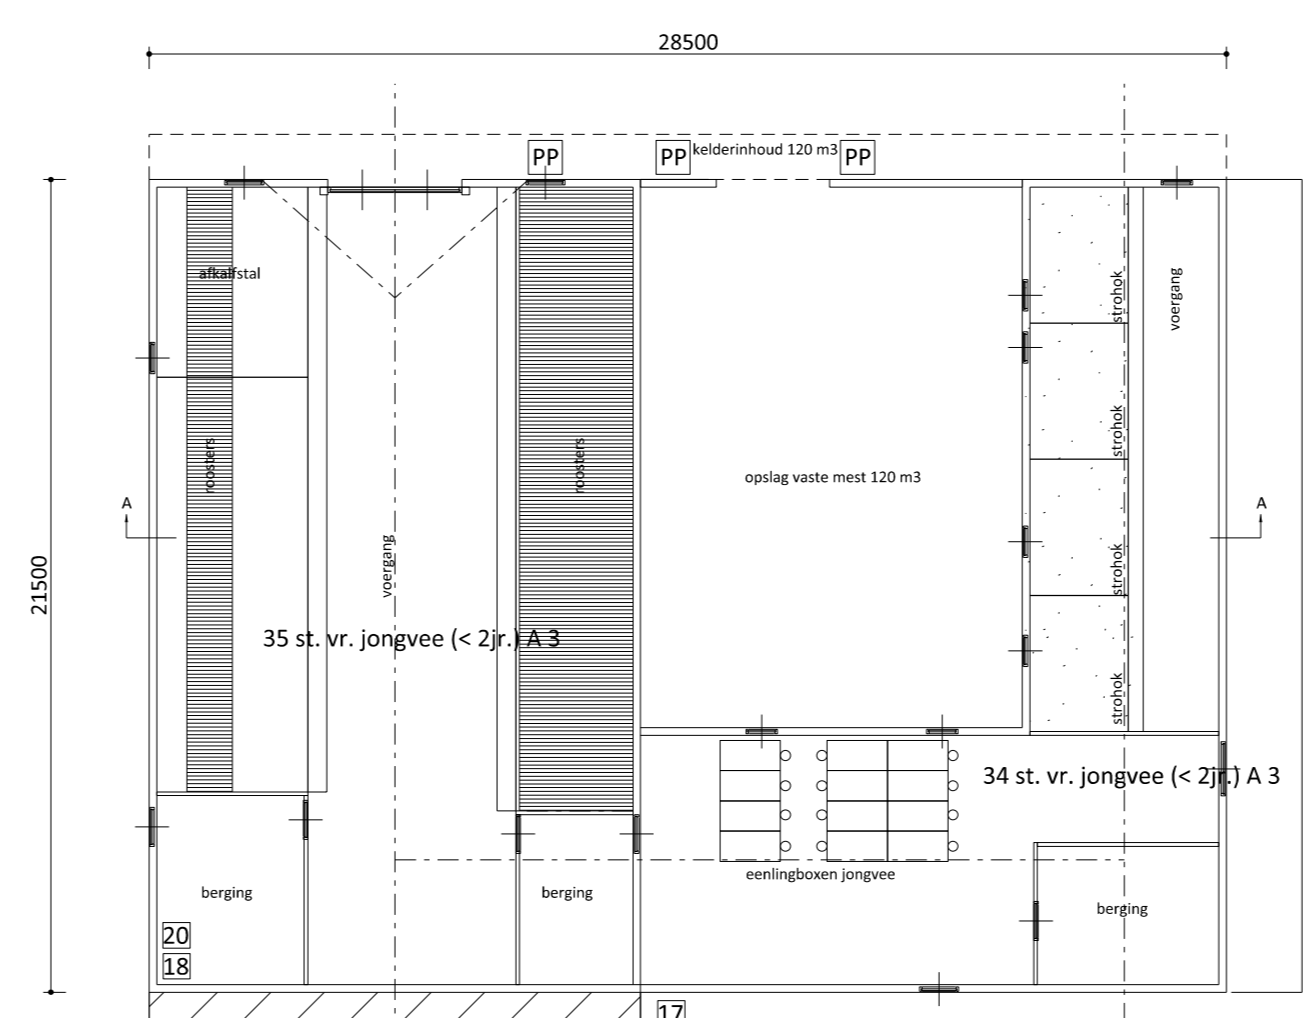 28500
PP
PP
kelderinhoud 120 m3
PP
afkalfstal
strohok
voergang
roosters
roosters
strohok
opslag vaste mest 120 m3
A
A
21500
voergang
strohok
35 st. vr. jongvee (< 2jr.) A 3
strohok
34 st. vr. jongvee (< 2jr.) A 3
eenlingboxen jongvee
berging
berging
berging
20
18
17